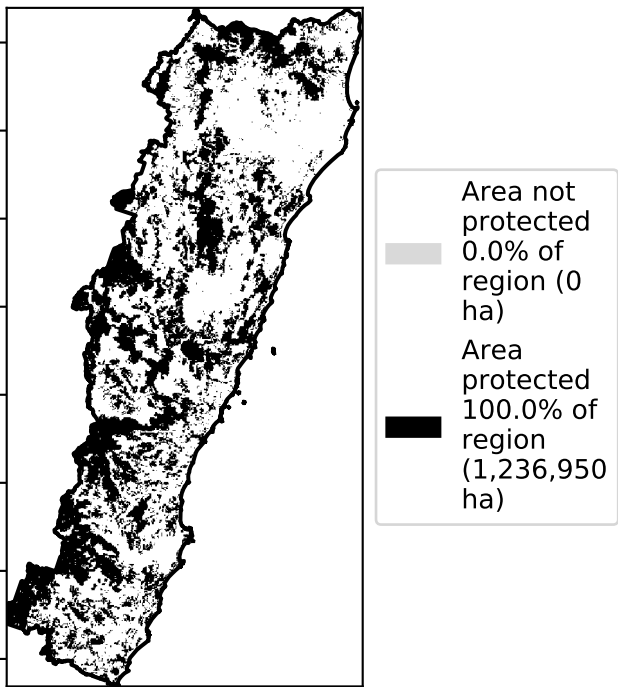 Area not
protected
0.0% of
region (0
ha)
Area
protected
100.0% of
region
(1,236,950
ha)